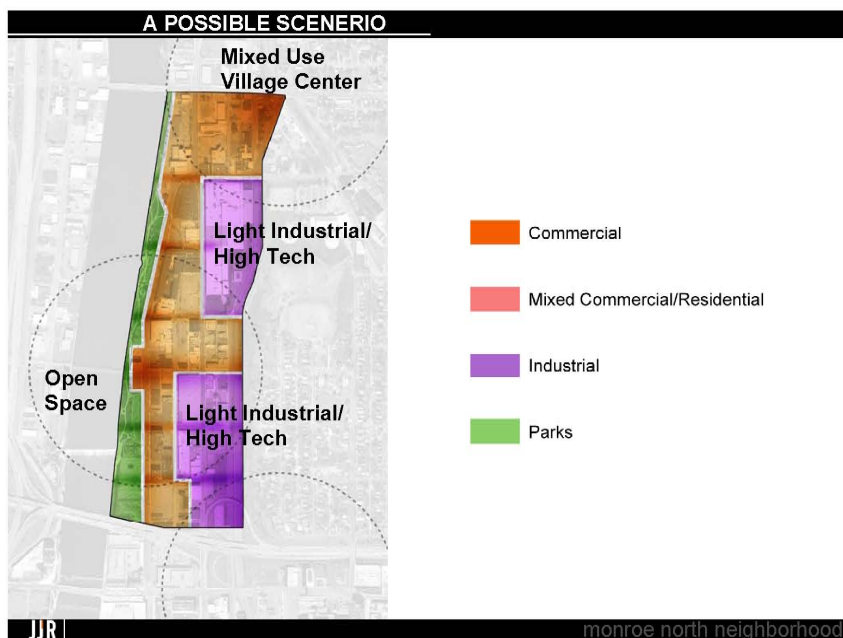 A POSSIBLE SCENERIO
Mixed Use
Village Center
Light Industrial/
High Tech
Open
Space
Light Industrial/
High Tech
Commercial
Mixed Commercial/Residential
Industrial
Parks
JJR
monroe north neighborhood